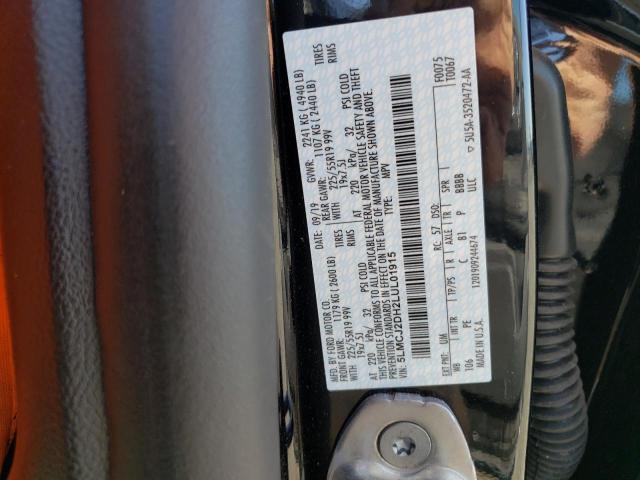 MFD. BY FORD MOTOR CO.
DATE: 09/19 GVWR: 2241 KG ( 4940 LB)
FRONT GAWR: 1179 KG ( 2600 LB) REAR GAWR: 1107 KG ( 2440 LB)
WITH 225/55R19 99V WITH 225/55R19 99V TIRES
19x7.5J RIMS 19x7.5J RIMS
AT 220 kPa/ 32 PSI COLD AT 220 kPa/ 32 PSI COLD
THIS VEHICLE CONFORMS TO ALL APPLICABLE FEDERAL MOTOR VEHICLE SAFETY AND THEFT
PREVENTION STANDARDS IN EFFECT ON THE DATE OF MANUFACTURE SHOWN ABOVE.
VIN: 5LMCJ2DH2LUL01915 TYPE: MPV
F0075
T0067
EXT PNT: UM RC: 57 DSO:
WB INT TR TP/PS R AXLE TR SPR
106 PE C B1 P BBBB
MADE IN U.S.A. 1201909244674 ULC 5U5A-3520472-AA